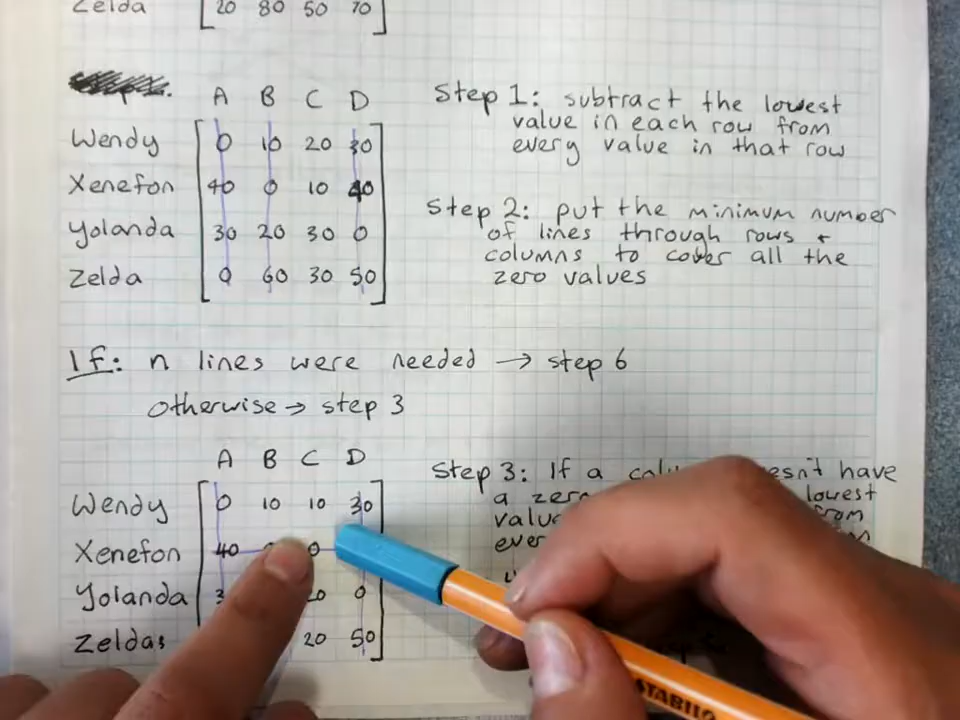 Zelda 20 80 50 70
A B C D
Wendy 0 10 20 30
Xenefon 40 0 10 40
Yolanda 30 20 30 0
Zelda 0 60 30 50
Step 1: subtract the lowest
value in each row from
every value in that row
Step 2: put the minimum number
of lines through rows +
columns to cover all the
zero values
If: n lines were needed → step 6
otherwise → step 3
A B C D
Wendy 0 10 10 30
Xenefon 40 0
Yolanda 0
Zeldas 20 50
Step 3: If a doesn't have
a lowest
from
STABILO